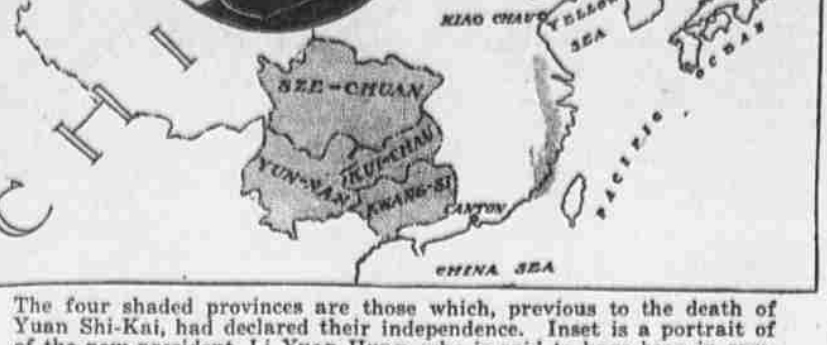 KIAO CHAU
YELLOW
SEA
OCEAN
SZE-CHUAN
KUI-CHAU
YUN-NAN
KWANG-SI
CANTON
PACIFIC
CHINA SEA
CHI
The four shaded provinces are those which, previous to the death of
Yuan Shi-Kai, had declared their independence. Inset is a portrait of